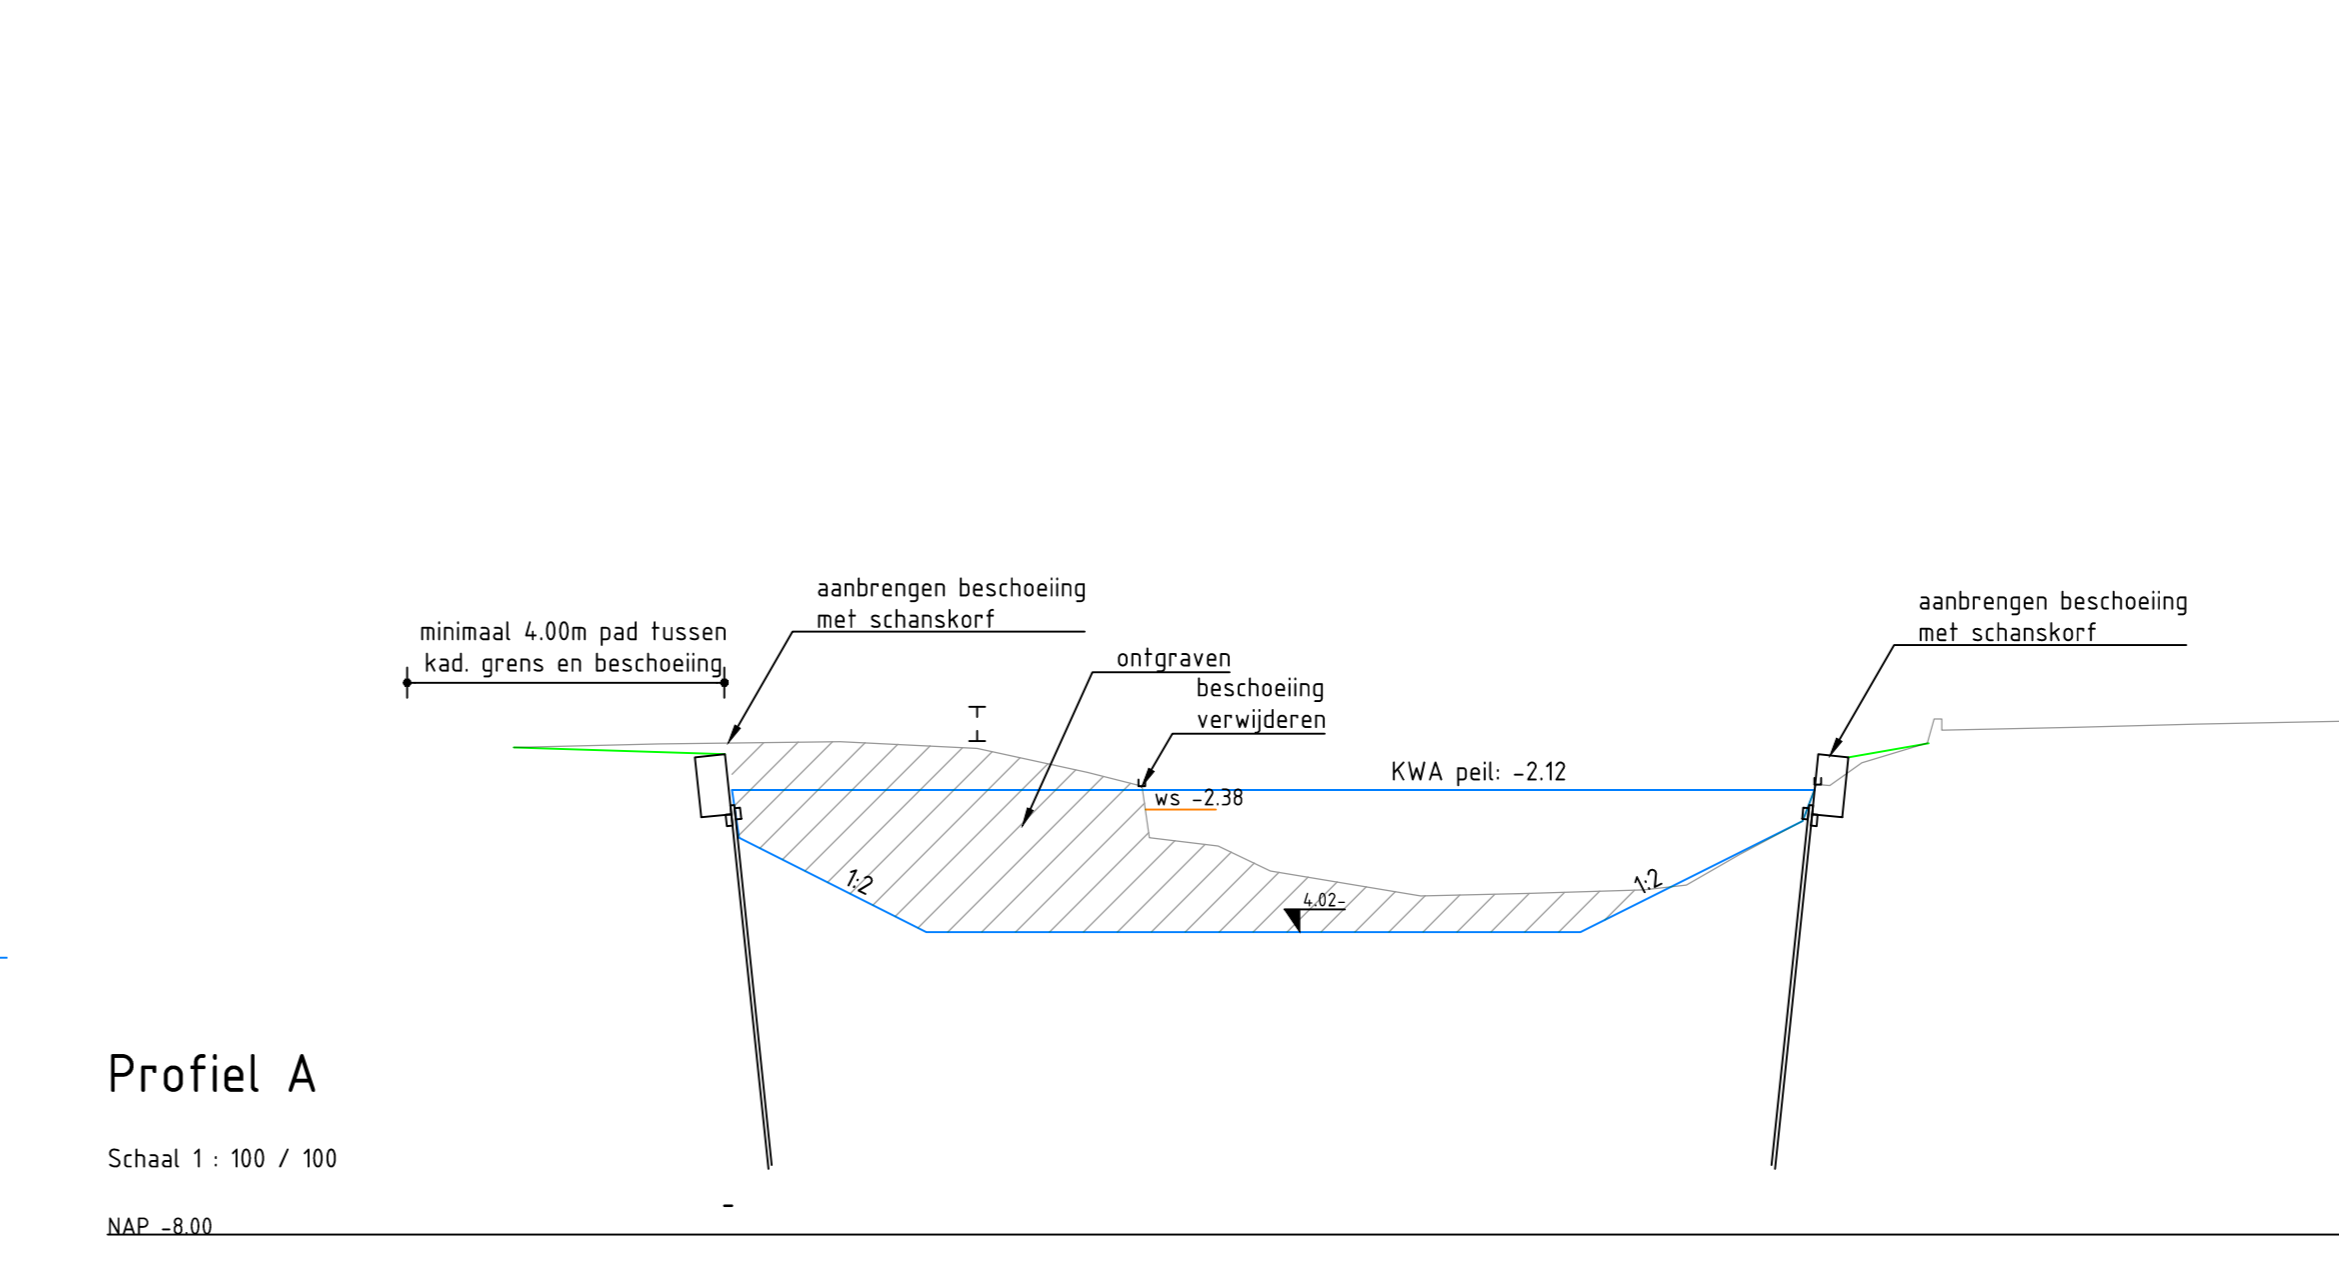 aanbrengen beschoeiing
met schanskorf
aanbrengen beschoeiing
met schanskorf
minimaal 4.00m pad tussen
kad. grens en beschoeiing
ontgraven
beschoeiing
verwijderen
KWA peil: -2.12
ws -2.38
1:2
1:2
4.02-
Profiel A
Schaal 1 : 100 / 100
NAP -8.00
-